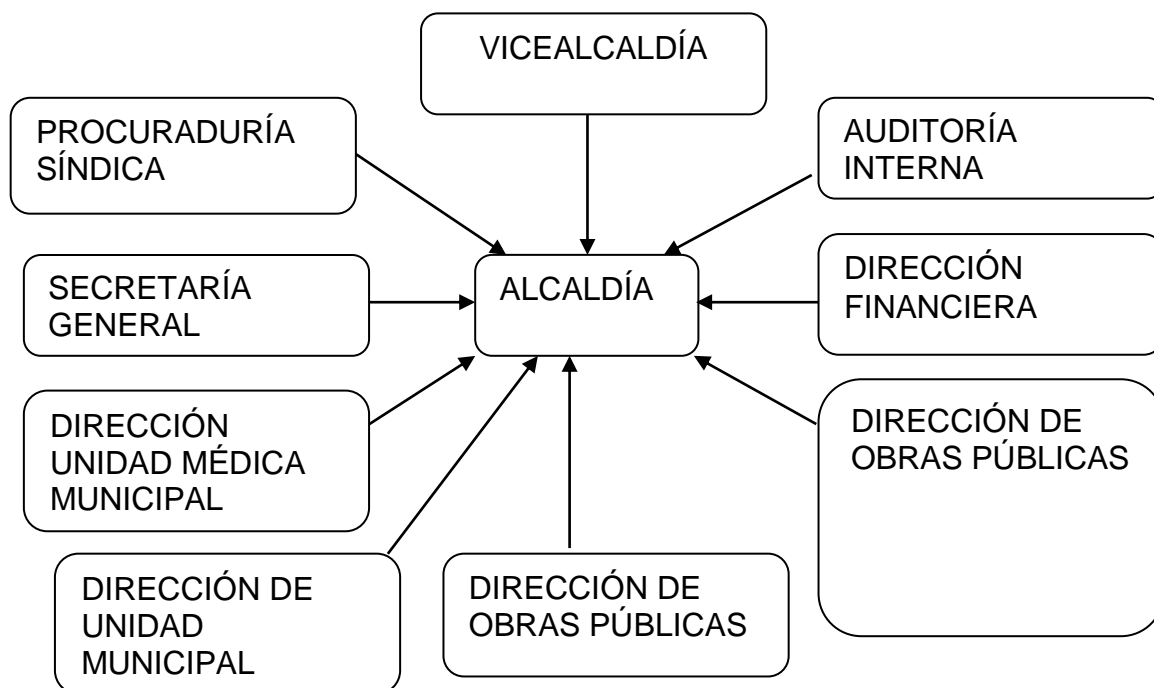 VICEALCALDÍA
PROCURADURÍA
SÍNDICA
AUDITORÍA
INTERNA
SECRETARÍA
GENERAL
ALCALDÍA
DIRECCIÓN
FINANCIERA
DIRECCIÓN
UNIDAD MÉDICA
MUNICIPAL
DIRECCIÓN DE
OBRAS PÚBLICAS
DIRECCIÓN DE
UNIDAD
MUNICIPAL
DIRECCIÓN DE
OBRAS PÚBLICAS